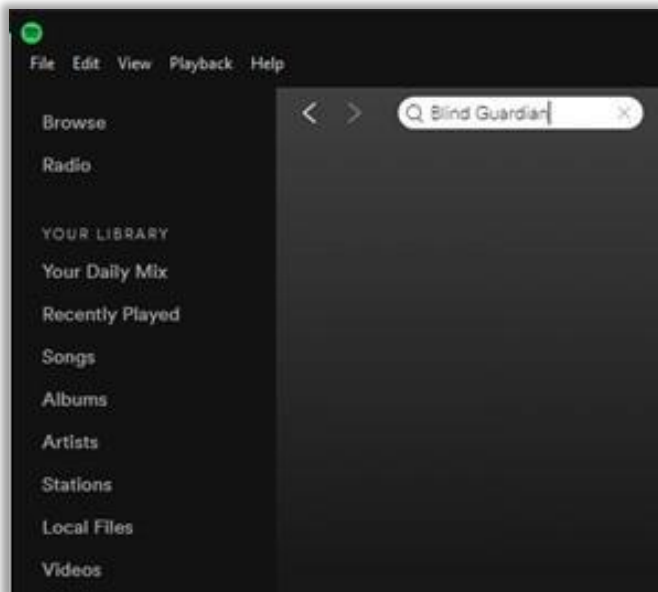 File Edit View Playback Help
Blind Guardian
Browse
Radio
YOUR LIBRARY
Your Daily Mix
Recently Played
Songs
Albums
Artists
Stations
Local Files
Videos